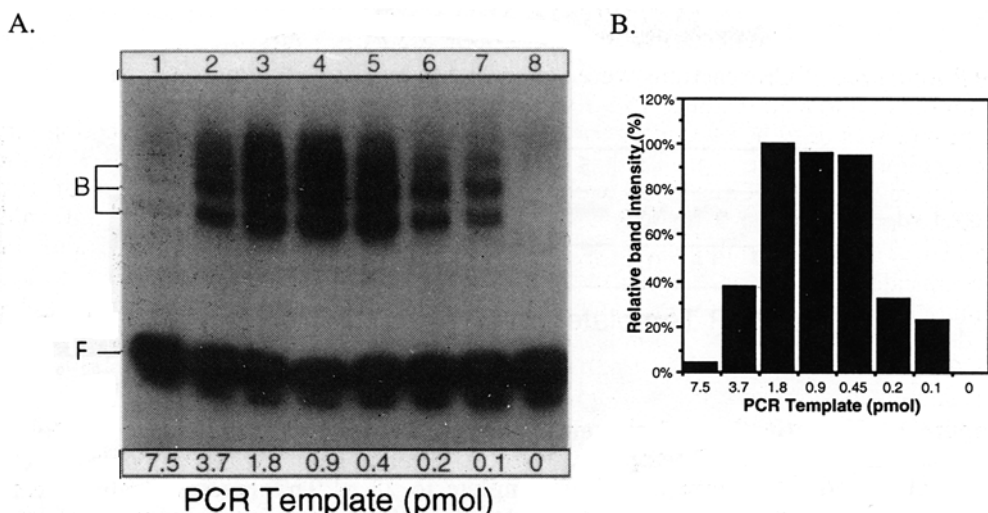 A.
1 2 3 4 5 6 7 8
B
F
7.5 3.7 1.8 0.9 0.4 0.2 0.1 0
PCR Template (pmol)
B.
Relative band Intensity (%)
120%
100%
80%
60%
40%
20%
0%
7.5 3.7 1.8 0.9 0.45 0.2 0.1 0
PCR Template (pmol)